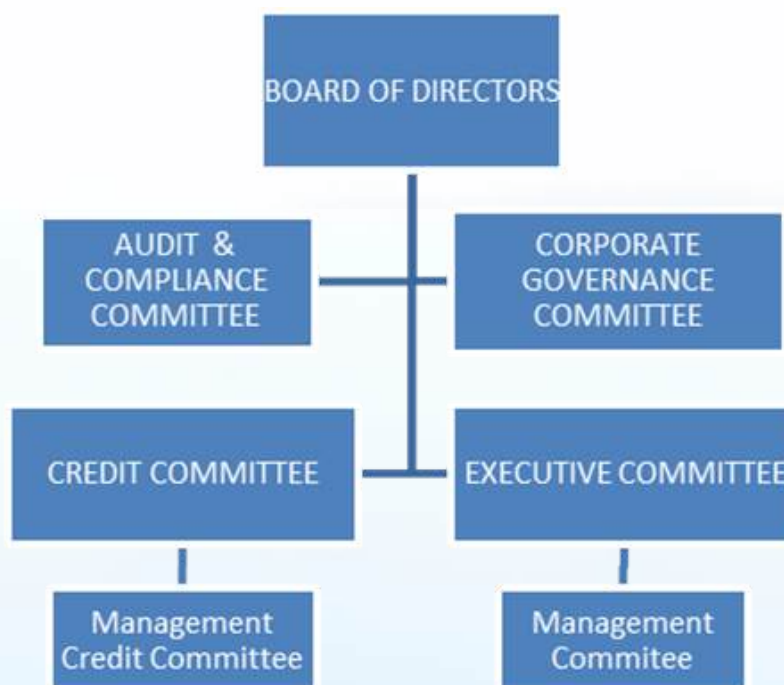 BOARD OF DIRECTORS
AUDIT &
COMPLIANCE
COMMITTEE
CORPORATE
GOVERNANCE
COMMITTEE
CREDIT COMMITTEE
EXECUTIVE COMMITTEE
Management
Credit Committee
Management
Commitee